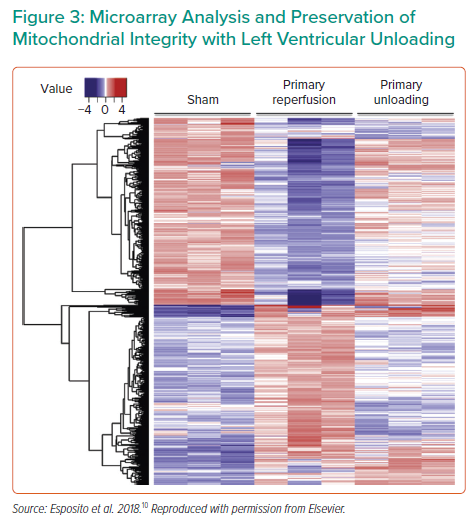 Figure 3: Microarray Analysis and Preservation of
Mitochondrial Integrity with Left Ventricular Unloading
Value
−4 0 4
Sham
Primary
reperfusion
Primary
unloading
Source: Esposito et al. 2018.¹⁰ Reproduced with permission from Elsevier.